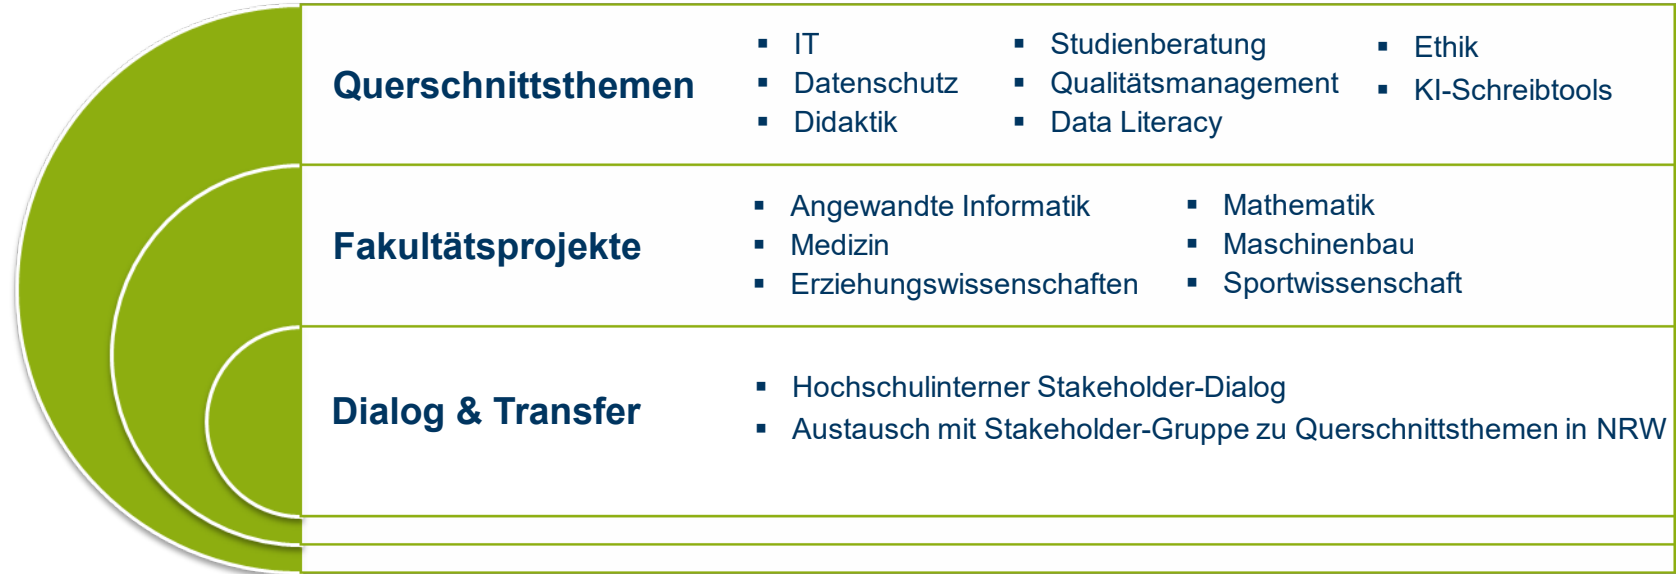 Querschnittsthemen
▪ IT
▪ Datenschutz
▪ Didaktik
▪ Studienberatung
▪ Qualitätsmanagement
▪ Data Literacy
▪ Ethik
▪ KI-Schreibtools
Fakultätsprojekte
▪ Angewandte Informatik
▪ Medizin
▪ Erziehungswissenschaften
▪ Mathematik
▪ Maschinenbau
▪ Sportwissenschaft
Dialog & Transfer
▪ Hochschulinterner Stakeholder-Dialog
▪ Austausch mit Stakeholder-Gruppe zu Querschnittsthemen in NRW